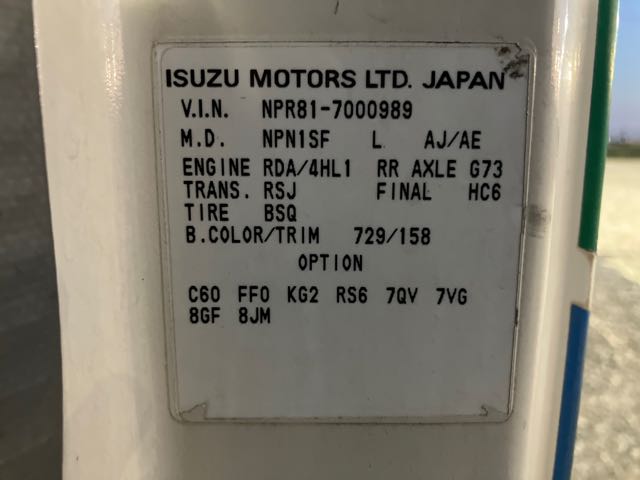 ISUZU MOTORS LTD. JAPAN
V.I.N. NPR81-7000989
M.D. NPN1SF L AJ/AE
ENGINE RDA/4HL1 RR AXLE G73
TRANS. RSJ FINAL HC6
TIRE BSQ
B.COLOR/TRIM 729/158
OPTION
C60 FF0 KG2 RS6 7QV 7VG
8GF 8JM